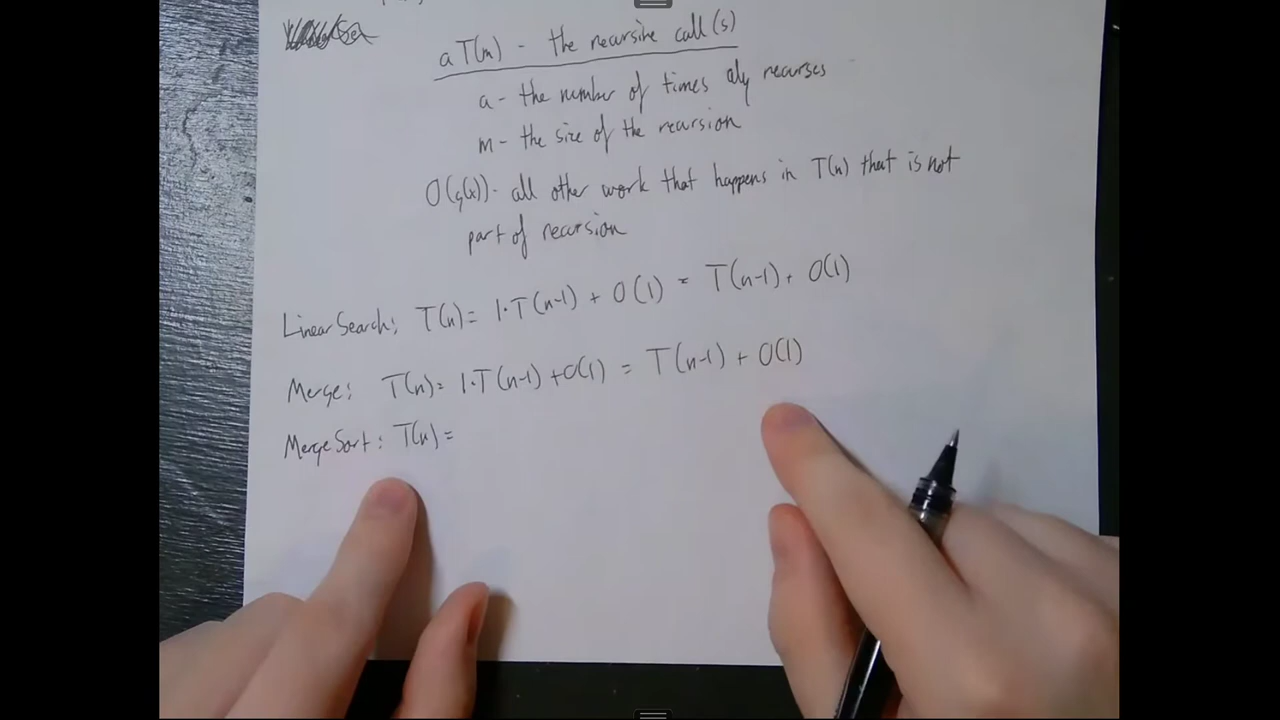 aT(m) - the recursive call(s)
a - the number of times alg recurses
m - the size of the recursion
O(g(x)) - all other work that happens in T(n) that is not
part of recursion
Linear Search: T(n) = 1·T(n-1) + O(1) = T(n-1) + O(1)
Merge: T(n) = 1·T(n-1) + O(1) = T(n-1) + O(1)
MergeSort: T(n) =